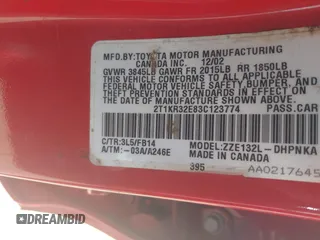 MFD.BY:TOYOTA MOTOR MANUFACTURING
CANADA INC. 12/02
GVWR 3845LB GAWR FR 2015LB RR 1850LB
THIS VEHICLE CONFORMS TO ALL APPLICABLE
FEDERAL MOTOR VEHICLE SAFETY, BUMPER, AND
THEFT PREVENTION STANDARDS IN EFFECT ON
THE DATE OF MANUFACTURE SHOWN ABOVE.
2T1KR32E83C123774 PASS.CAR
C/TR:3L5/FB14
A/TM:-03A/A246E
MODEL:ZZE132L-DHPNKA
MADE IN CANADA
395
AA0217645
© DRIVEDANDSOLD.COM